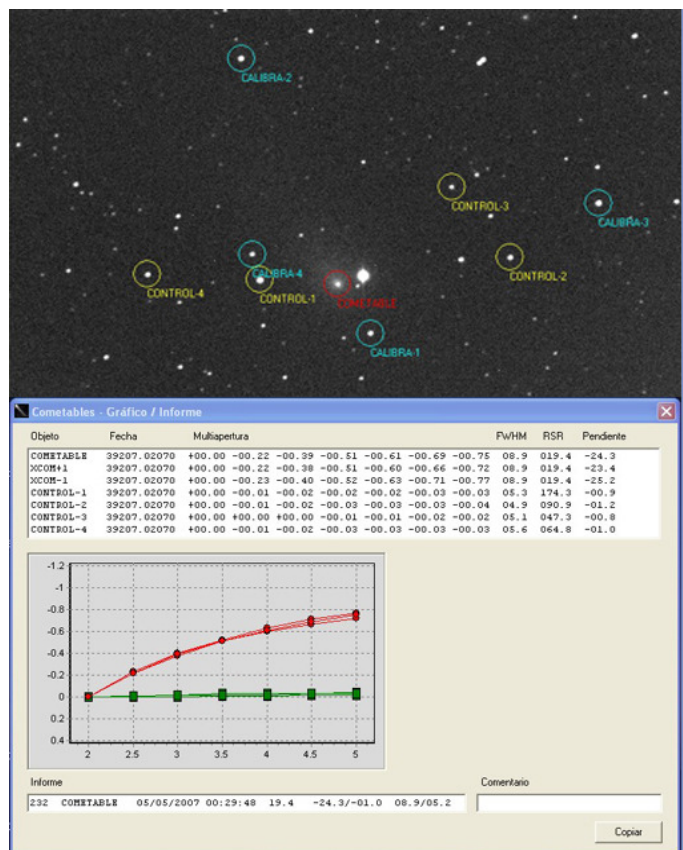 CALIBRA-2
CONTROL-3
CALIBRA-3
CALIBRA-4
CONTROL-2
CONTROL-4
CONTROL-1
COMETABLE
CALIBRA-1
Cometables - Gráfico / Informe
Objeto Fecha Multiapertura FWHM RSR Pendiente
COMETABLE 39207.02070 +00.00 -00.22 -00.39 -00.51 -00.61 -00.69 -00.75 08.9 019.4 -24.3
XCOM+1 39207.02070 +00.00 -00.22 -00.38 -00.51 -00.60 -00.66 -00.72 08.9 019.4 -23.4
XCOM-1 39207.02070 +00.00 -00.23 -00.40 -00.52 -00.63 -00.71 -00.77 08.9 019.4 -25.2
CONTROL-1 39207.02070 +00.00 -00.01 -00.02 -00.02 -00.02 -00.03 -00.03 05.3 174.3 -00.9
CONTROL-2 39207.02070 +00.00 -00.01 -00.02 -00.03 -00.03 -00.03 -00.04 04.9 090.9 -01.2
CONTROL-3 39207.02070 +00.00 +00.00 +00.00 -00.01 -00.01 -00.02 -00.02 05.1 047.3 -00.8
CONTROL-4 39207.02070 +00.00 -00.01 -00.02 -00.03 -00.03 -00.03 -00.03 05.6 064.8 -01.0
-1.2
-1
-0.8
-0.6
-0.4
-0.2
0
0.2
0.4
2 2.5 3 3.5 4 4.5 5
Informe Comentario
232 COMETABLE 05/05/2007 00:29:48 19.4 -24.3/-01.0 08.9/05.2
Copiar